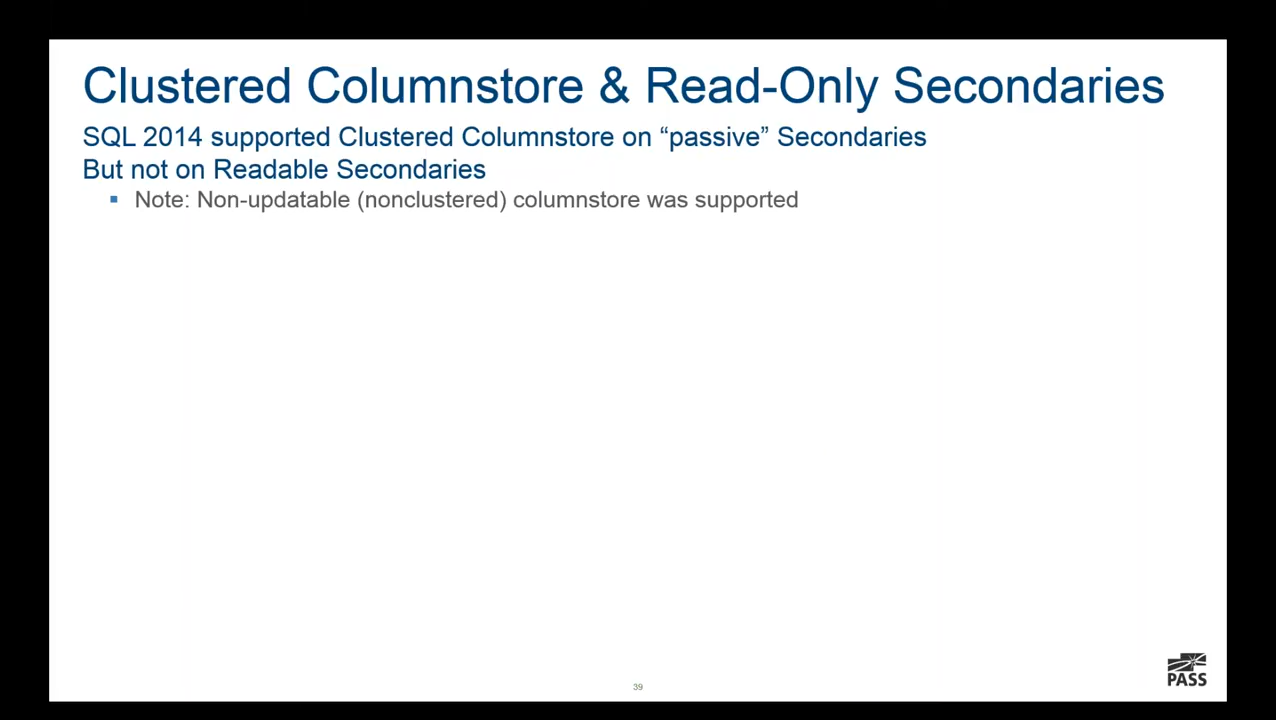 Clustered Columnstore & Read-Only Secondaries
SQL 2014 supported Clustered Columnstore on “passive” Secondaries
But not on Readable Secondaries
▪ Note: Non-updatable (nonclustered) columnstore was supported
39
PASS